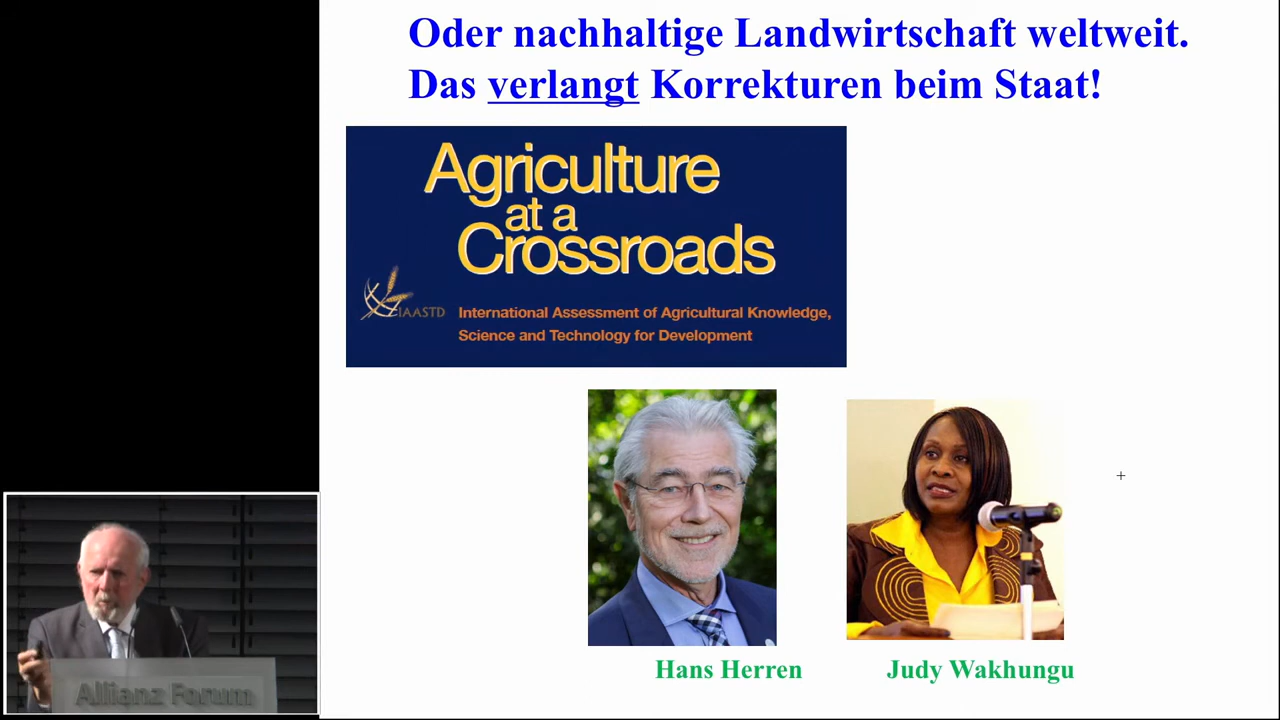 Oder nachhaltige Landwirtschaft weltweit.
Das verlangt Korrekturen beim Staat!
Agriculture
at a
Crossroads
IAASTD
International Assessment of Agricultural Knowledge,
Science and Technology for Development
Hans Herren
Judy Wakhungu
Allianz Forum